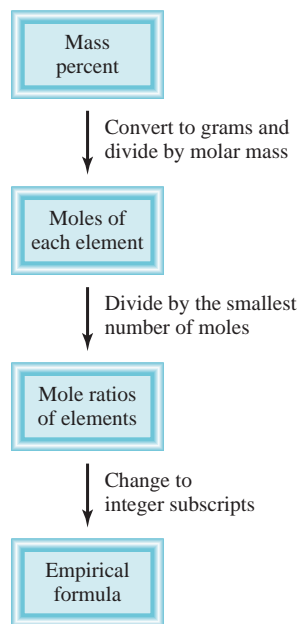 Mass
percent
Convert to grams and
divide by molar mass
Moles of
each element
Divide by the smallest
number of moles
Mole ratios
of elements
Change to
integer subscripts
Empirical
formula